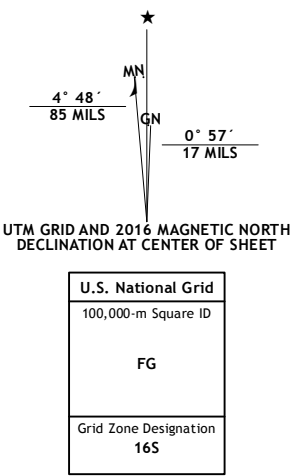 MN
GN
4° 48´
85 MILS
0° 57´
17 MILS
UTM GRID AND 2016 MAGNETIC NORTH
DECLINATION AT CENTER OF SHEET
U.S. National Grid
100,000-m Square ID
FG
Grid Zone Designation
16S